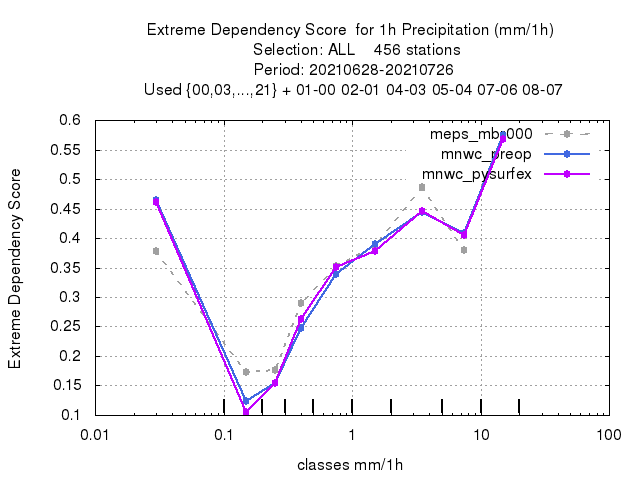 Extreme Dependency Score  for 1h Precipitation (mm/1h)
Selection: ALL    456 stations
Period: 20210628-20210726
Used {00,03,...,21} + 01-00 02-01 04-03 05-04 07-06 08-07
meps_mbr000
mnwc_preop
mnwc_pysurfex
0.6
0.55
0.5
0.45
0.4
0.35
0.3
0.25
0.2
0.15
0.1
Extreme Dependency Score
0.01
0.1
1
10
100
classes mm/1h